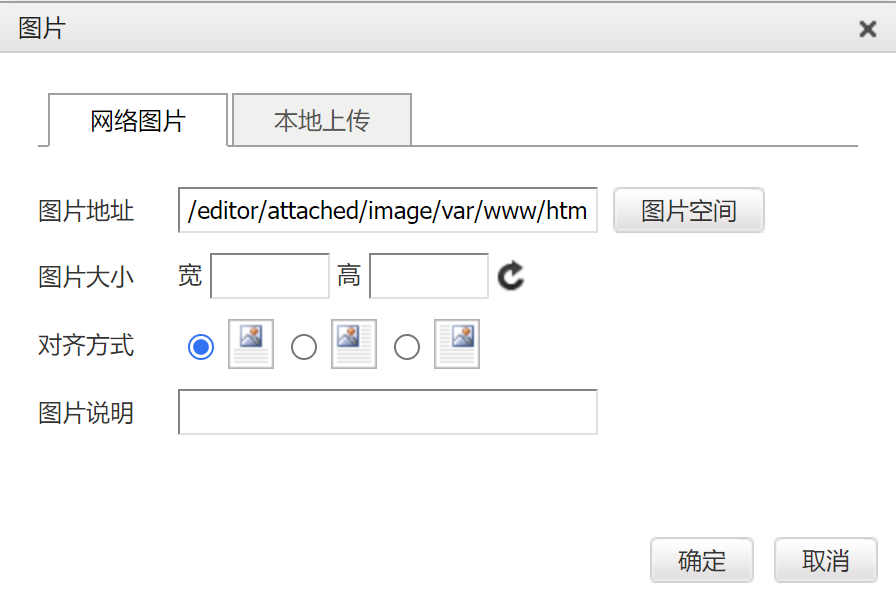 图片
网络图片 本地上传
图片地址 /editor/attached/image/var/www/htm 图片空间
图片大小 宽 高
对齐方式
图片说明
确定 取消